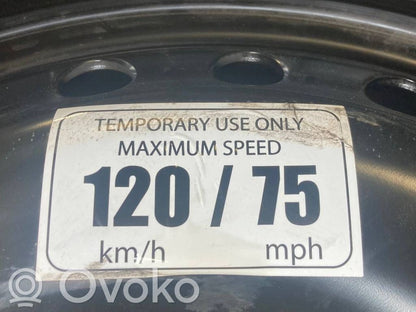 TEMPORARY USE ONLY
MAXIMUM SPEED
120 / 75
km/h mph
Ovoko